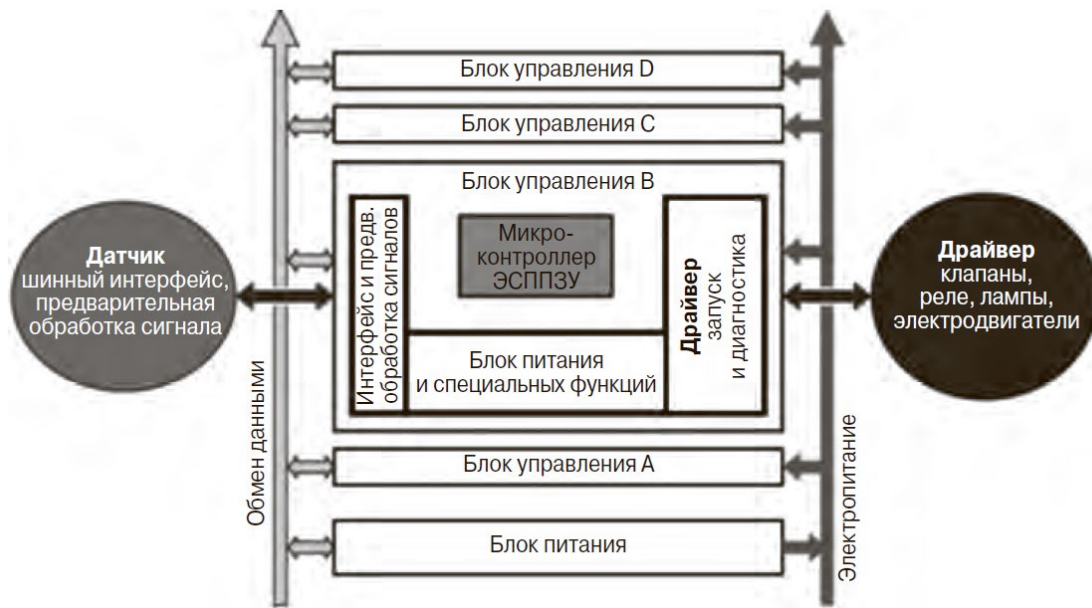 Блок управления D
Блок управления C
Блок управления B
Датчик
шинный интерфейс,
предварительная
обработка сигнала
Интерфейс и предв.
обработка сигналов
Микро-
контроллер
ЭСППЗУ
Драйвер
запуск
и диагностика
Блок питания
и специальных функций
Драйвер
клапаны,
реле, лампы,
электродвигатели
Обмен данными
Блок управления A
Блок питания
Электропитание